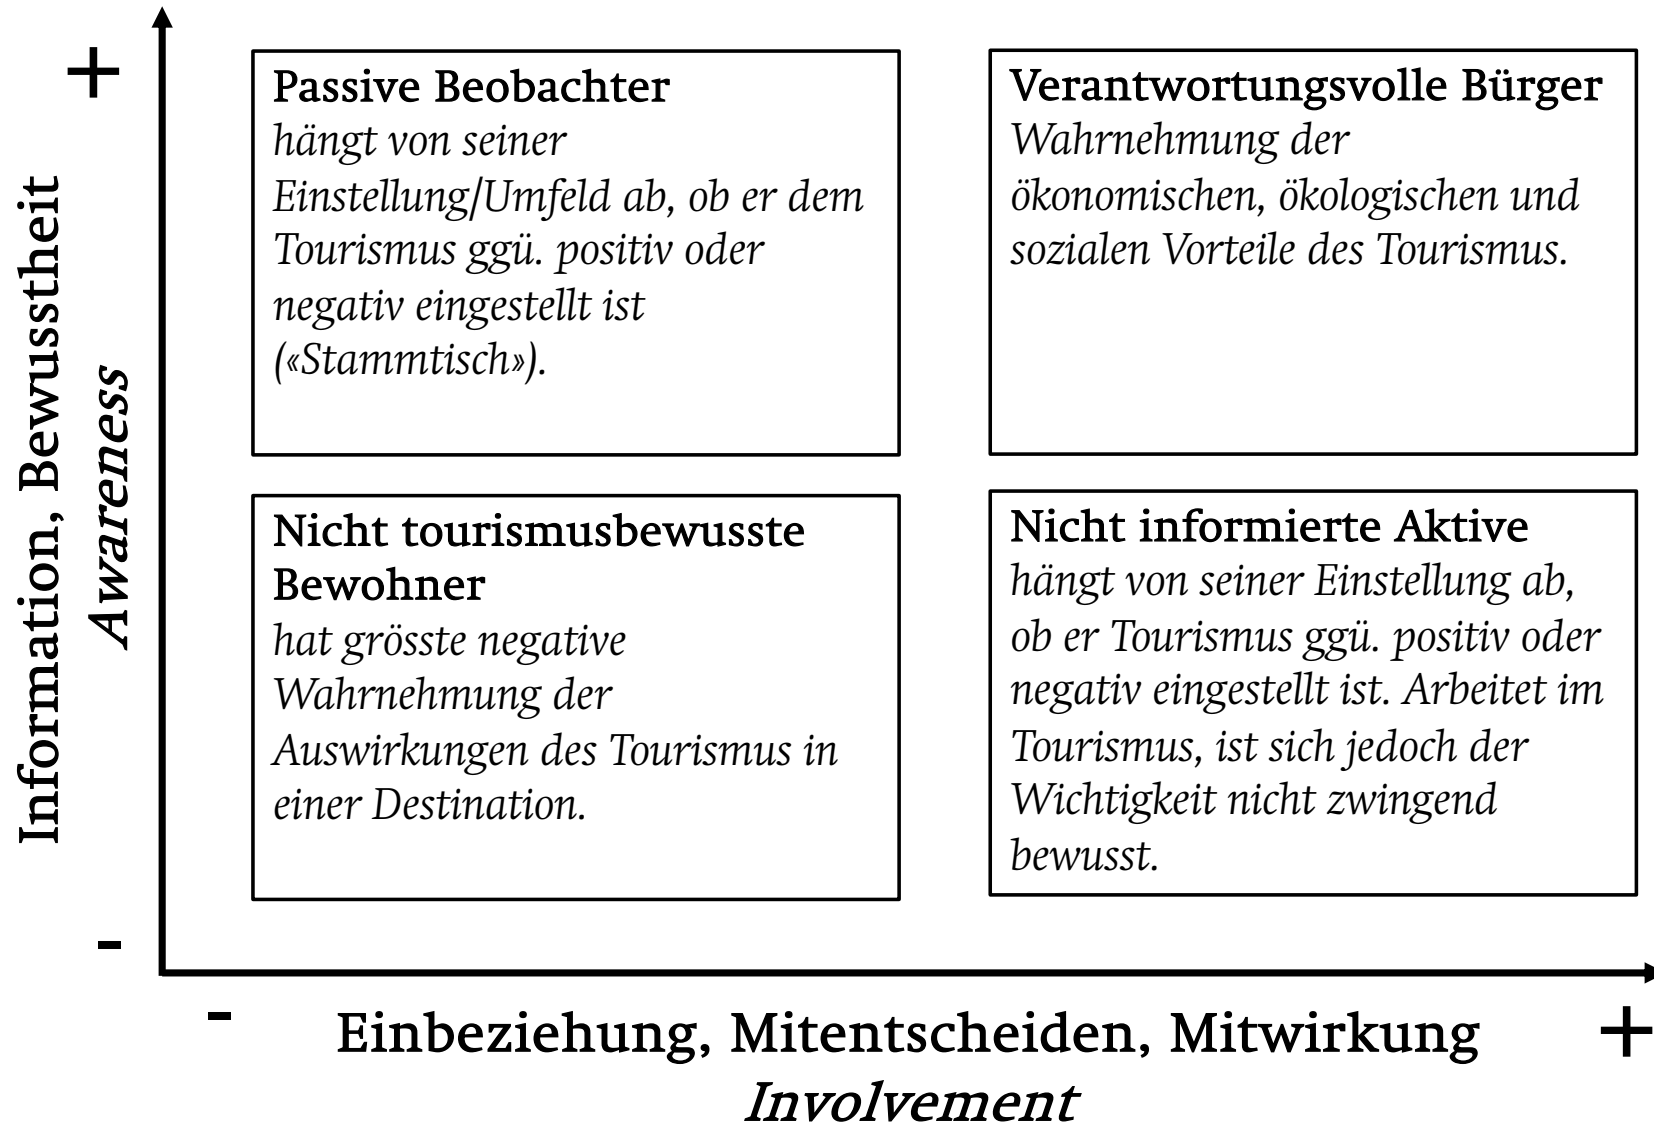 +
Information, Bewusstheit
Awareness
-
Passive Beobachter
hängt von seiner
Einstellung/Umfeld ab, ob er dem
Tourismus ggü. positiv oder
negativ eingestellt ist
(«Stammtisch»).
Verantwortungsvolle Bürger
Wahrnehmung der
ökonomischen, ökologischen und
sozialen Vorteile des Tourismus.
Nicht tourismusbewusste
Bewohner
hat grösste negative
Wahrnehmung der
Auswirkungen des Tourismus in
einer Destination.
Nicht informierte Aktive
hängt von seiner Einstellung ab,
ob er Tourismus ggü. positiv oder
negativ eingestellt ist. Arbeitet im
Tourismus, ist sich jedoch der
Wichtigkeit nicht zwingend
bewusst.
-
Einbeziehung, Mitentscheiden, Mitwirkung
+
Involvement